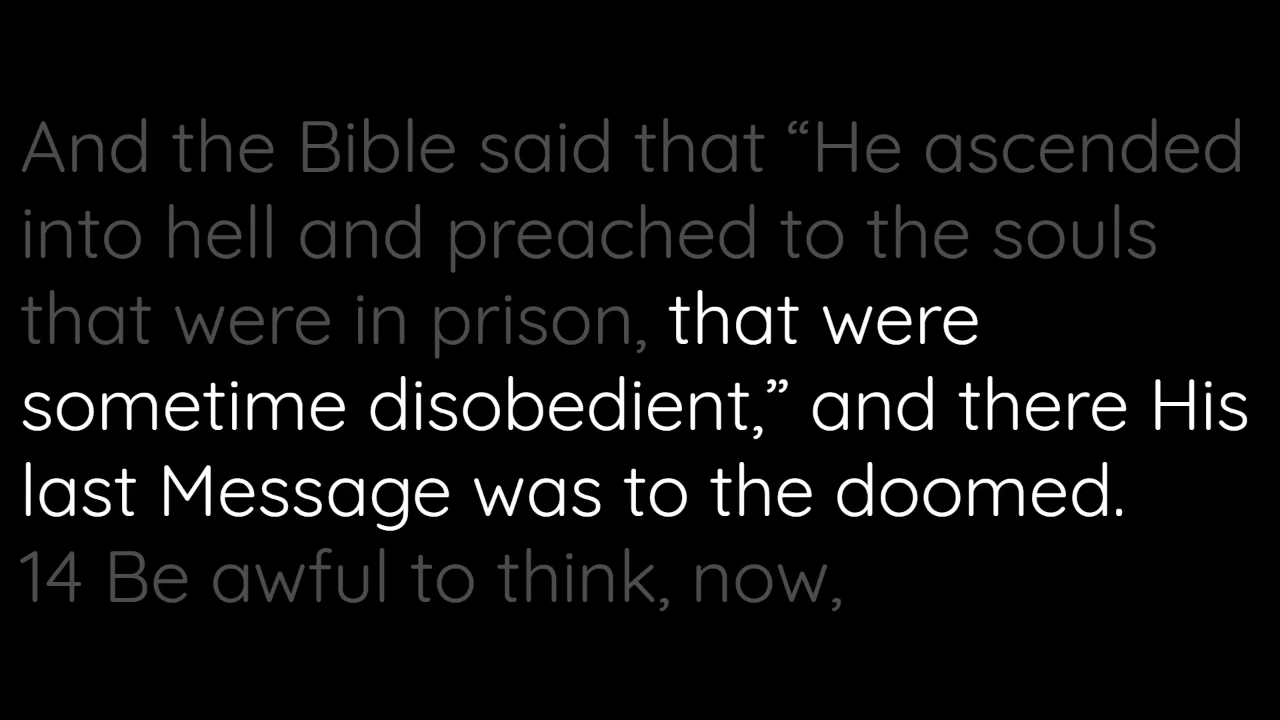 And the Bible said that “He ascended
into hell and preached to the souls
that were in prison, that were
sometime disobedient,” and there His
last Message was to the doomed.
14 Be awful to think, now,